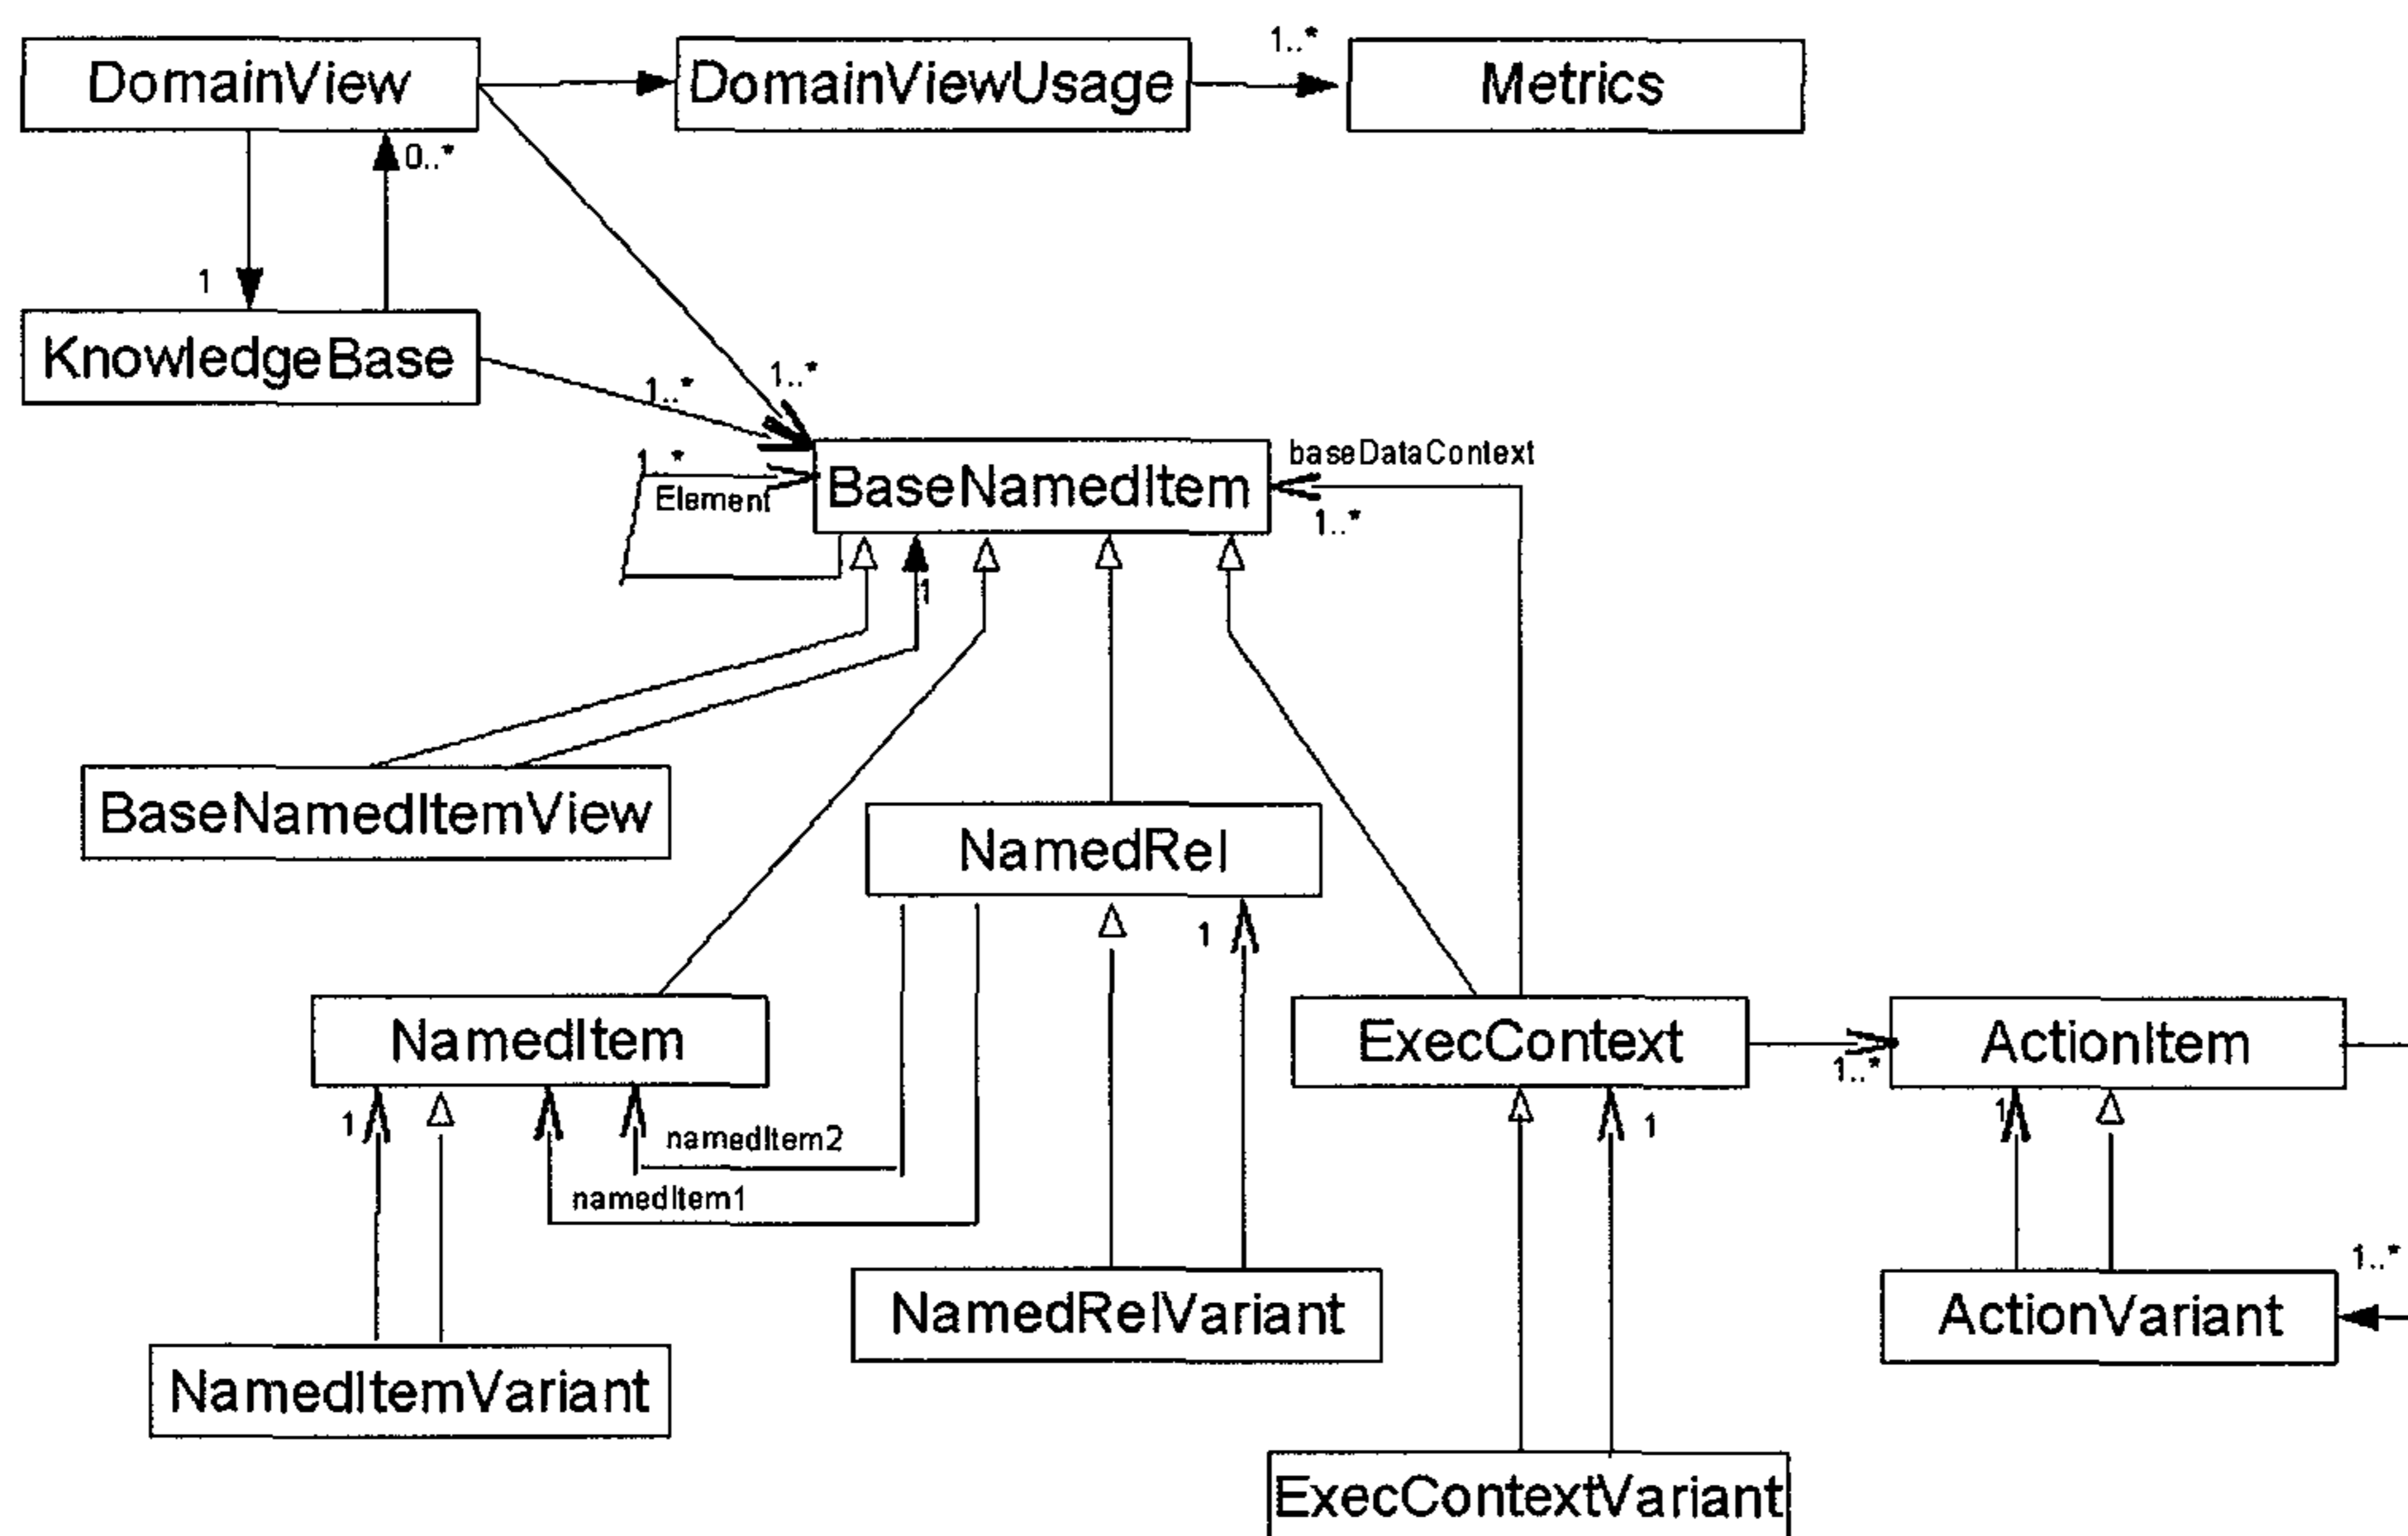 DomainView
DomainViewUsage
1..*
Metrics
0..*
1
KnowledgeBase
1..*
1..*
1..*
Element
BaseNamedItem
baseDataContext
1..*
1
BaseNamedItemView
NamedRel
1
NamedItem
ExecContext
1..*
ActionItem
1
namedItem2
namedItem1
1
1
1..*
NamedRelVariant
ActionVariant
NamedItemVariant
ExecContextVariant